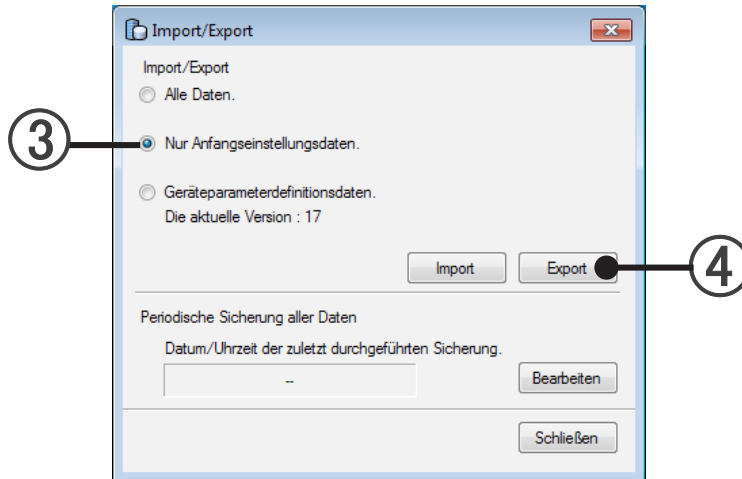 Import/Export
Import/Export
Alle Daten.
③
Nur Anfangseinstellungsdaten.
Geräteparameterdefinitionsdaten.
Die aktuelle Version : 17
Import
Export
④
Periodische Sicherung aller Daten
Datum/Uhrzeit der zuletzt durchgeführten Sicherung.
--
Bearbeiten
Schließen